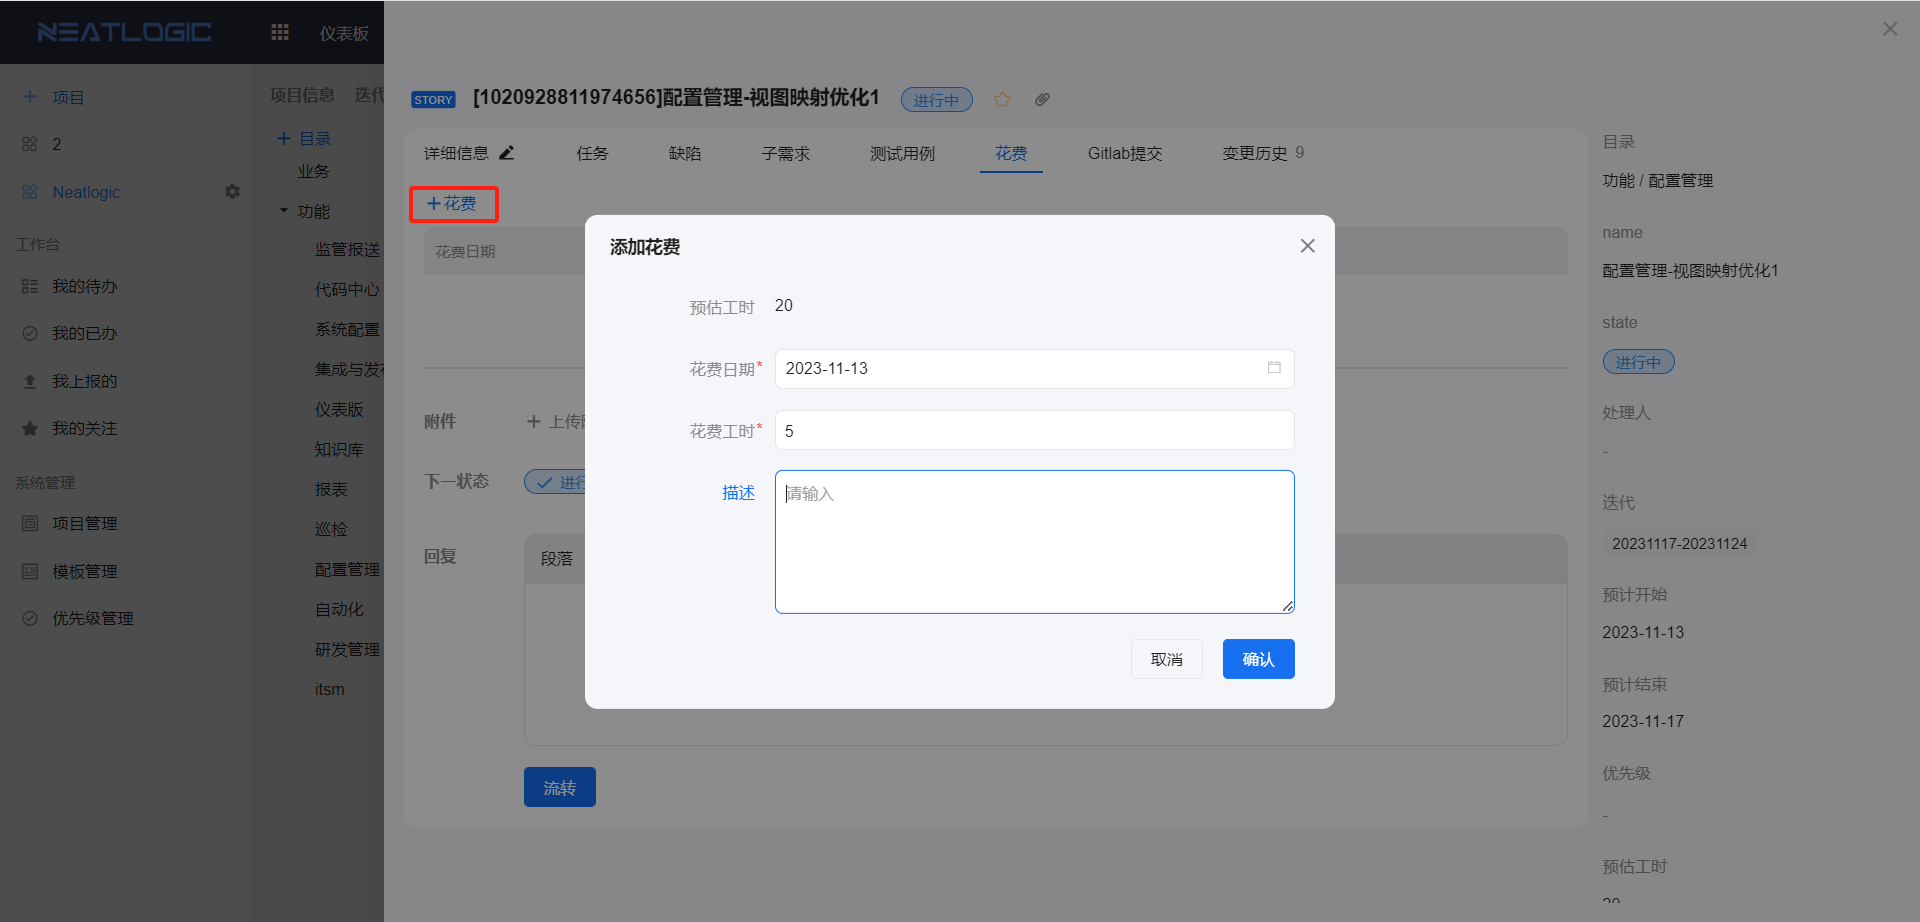 NEATLOGIC
仪表板
项目
2
Neatlogic
工作台
我的待办
我的已办
我上报的
我的关注
系统管理
项目管理
模板管理
优先级管理
项目信息
迭代
目录
业务
功能
监管报送
代码中心
系统配置
集成与发布
仪表版
知识库
报表
巡检
配置管理
自动化
研发管理
itsm
STORY [1020928811974656]配置管理-视图映射优化1 进行中
详细信息 任务 缺陷 子需求 测试用例 花费 Gitlab提交 变更历史 9
花费
花费日期
附件
上传
下一状态
进行
回复
段落
流转
添加花费
预估工时 20
花费日期* 2023-11-13
花费工时* 5
描述 请输入
取消 确认
目录
功能 / 配置管理
name
配置管理-视图映射优化1
state
进行中
处理人
-
迭代
20231117-20231124
预计开始
2023-11-13
预计结束
2023-11-17
优先级
-
预估工时
20